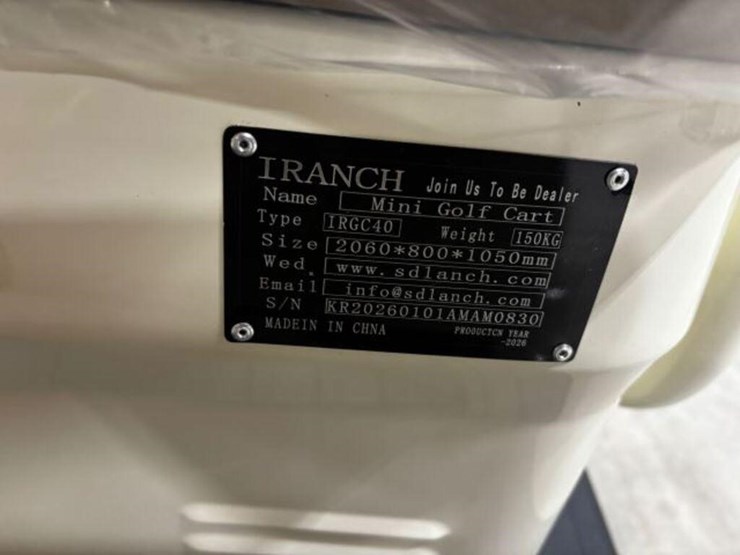 IRANCH Join Us To Be Dealer
Name Mini Golf Cart
Type IRGC40 Weight 150KG
Size 2060*800*1050mm
Wed. www.sdlanch.com
Email info@sdlanch.com
S/N KR20260101AMAM0830
MADEIN IN CHNA PROOUCTCN YEAR
-2026